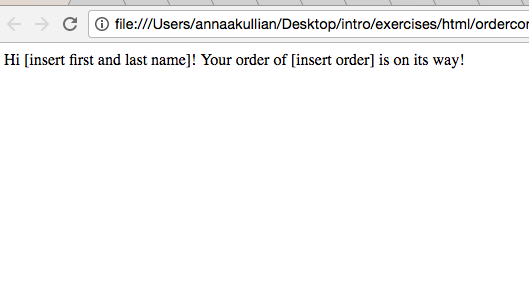 file:///Users/annaakullian/Desktop/intro/exercises/html/ordercor
Hi [insert first and last name]! Your order of [insert order] is on its way!